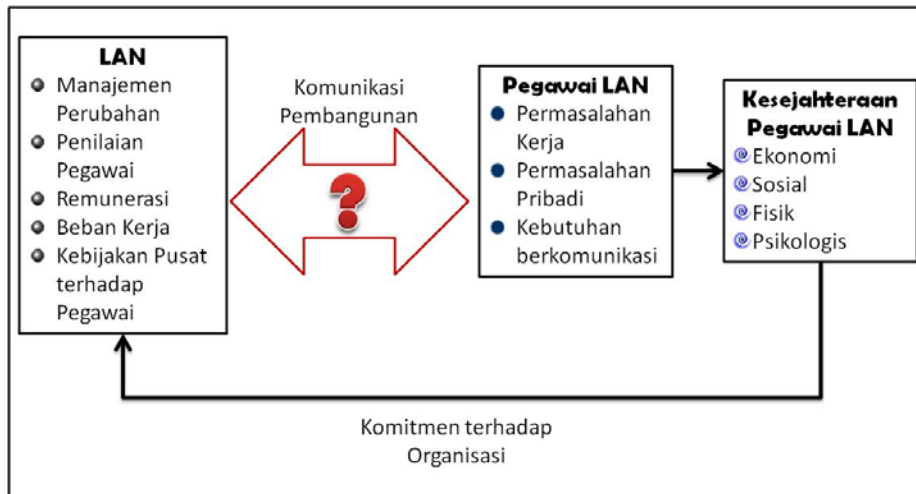 LAN
Manajemen
Perubahan
Penilaian
Pegawai
Remunerasi
Beban Kerja
Kebijakan Pusat
terhadap
Pegawai
Komunikasi
Pembangunan
?
Pegawai LAN
Permasalahan
Kerja
Permasalahan
Pribadi
Kebutuhan
berkomunikasi
Kesejahteraan
Pegawai LAN
Ekonomi
Sosial
Fisik
Psikologis
Komitmen terhadap
Organisasi